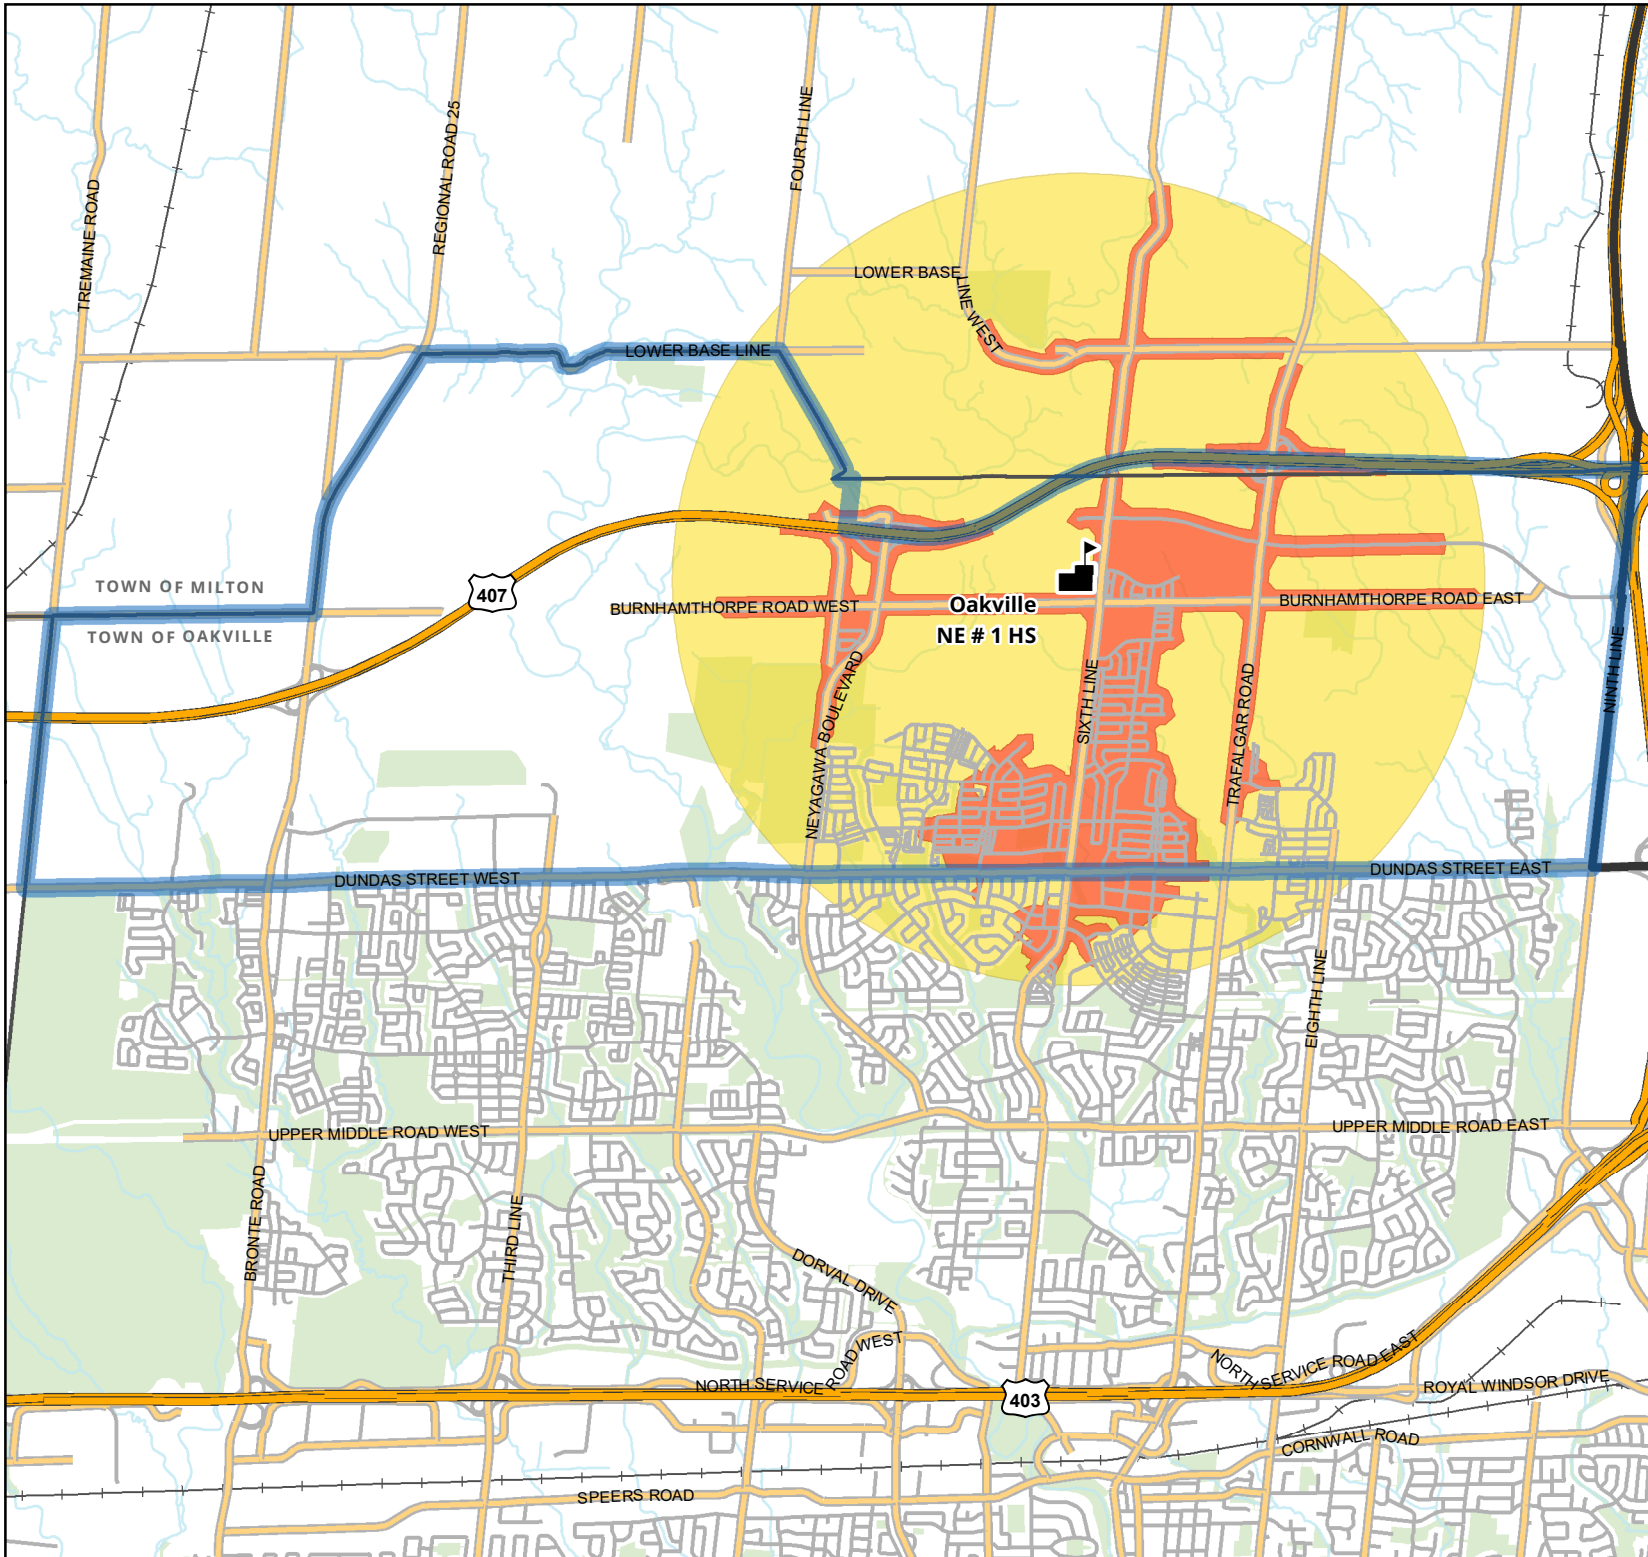 FOURTH LINE
REGIONAL ROAD 25
TREMAINE ROAD
LOWER BASE
LINE WEST
LOWER BASE LINE
TOWN OF MILTON
407
TOWN OF OAKVILLE
BURNHAMTHORPE ROAD WEST
Oakville
NE # 1 HS
BURNHAMTHORPE ROAD EAST
NINTH LINE
SIXTH LINE
NEYAGAWA BOULEVARD
TRAFALGAR ROAD
DUNDAS STREET WEST
DUNDAS STREET EAST
EIGHTH LINE
UPPER MIDDLE ROAD WEST
UPPER MIDDLE ROAD EAST
BRONTE ROAD
THIRD LINE
DORVAL DRIVE
NORTH SERVICE
ROAD WEST
403
NORTH SERVICE ROAD EAST
ROYAL WINDSOR DRIVE
CORNWALL ROAD
SPEERS ROAD